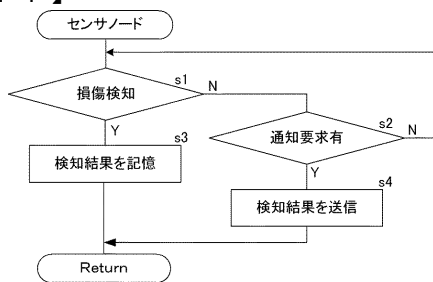 センサノード
損傷検知
s1
N
Y
通知要求有
s2
N
Y
検知結果を記憶
s3
検知結果を送信
s4
Return